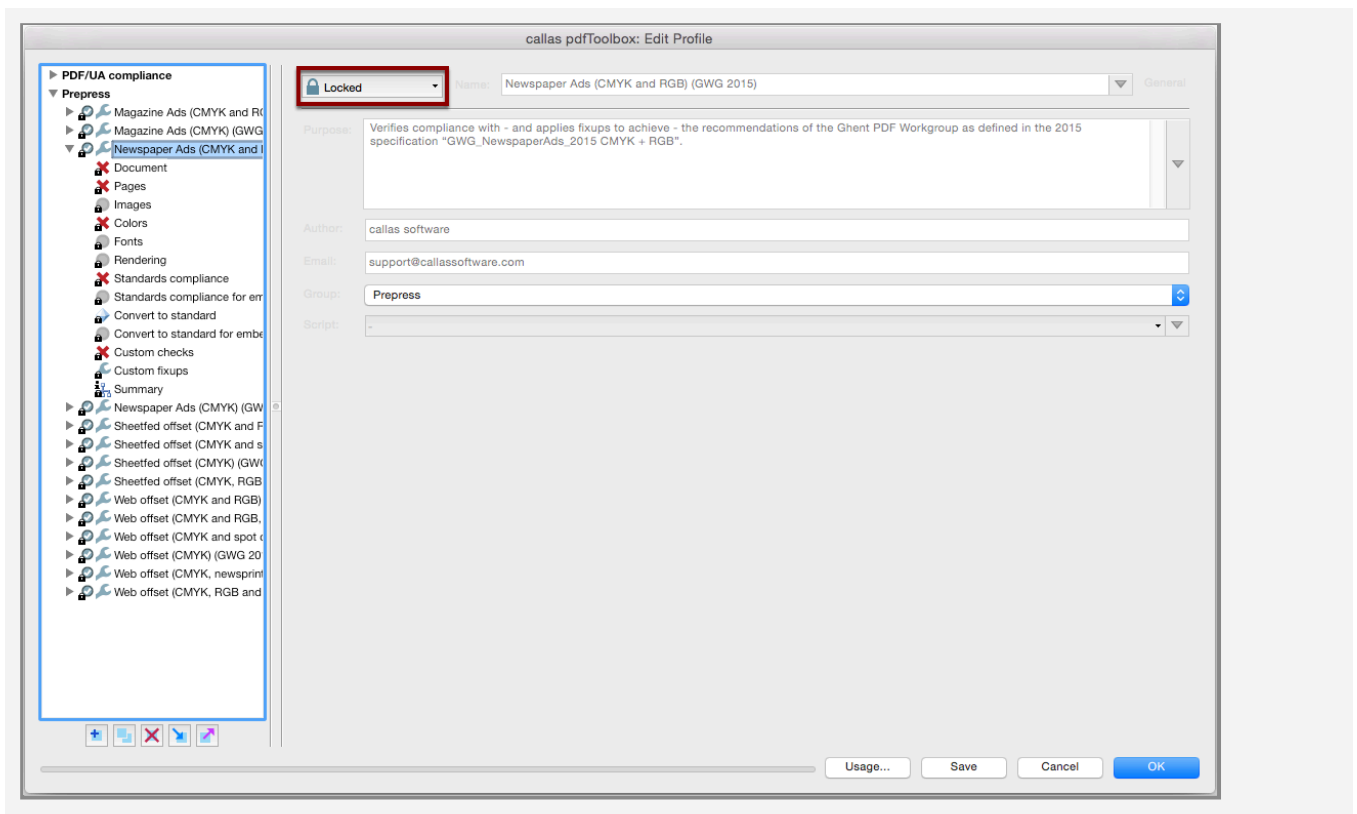 callas pdfToolbox: Edit Profile
PDF/UA compliance
Prepress
Magazine Ads (CMYK and RG
Magazine Ads (CMYK) (GWG
Newspaper Ads (CMYK and
Document
Pages
Images
Colors
Fonts
Rendering
Standards compliance
Standards compliance for em
Convert to standard
Convert to standard for embe
Custom checks
Custom fixups
Summary
Newspaper Ads (CMYK) (GW
Sheetfed offset (CMYK and
Sheetfed offset (CMYK and s
Sheetfed offset (CMYK) (GW
Sheetfed offset (CMYK, RGB
Web offset (CMYK and RGB)
Web offset (CMYK and RGB,
Web offset (CMYK and spot c
Web offset (CMYK) (GWG 20
Web offset (CMYK, newsprint
Web offset (CMYK, RGB and
Locked
Name: Newspaper Ads (CMYK and RGB) (GWG 2015) General
Purpose: Verifies compliance with - and applies fixups to achieve - the recommendations of the Ghent PDF Workgroup as defined in the 2015
specification "GWG_NewspaperAds_2015 CMYK + RGB".
Author: callas software
Email: support@callassoftware.com
Group: Prepress
Script: -
Usage... Save Cancel OK